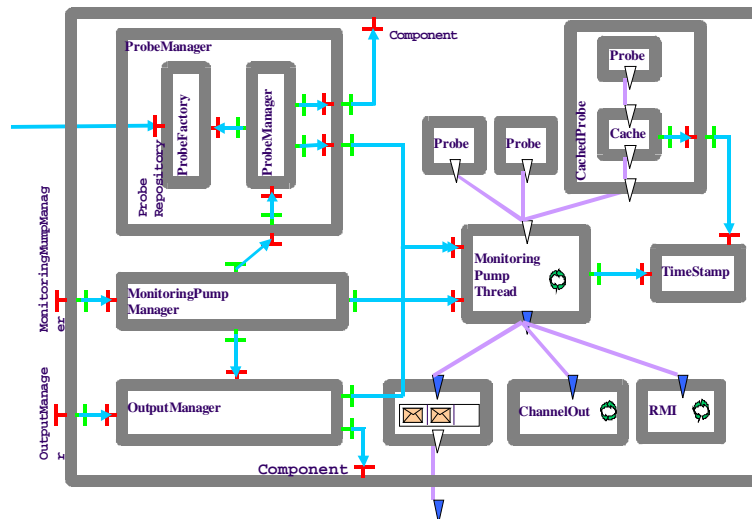 ProbeManager
Component
ProbeFactory
ProbeManager
Probe
Repository
Probe
Probe
Probe
Cache
CachedProbe
MonitoringMumpManag
er
MonitoringPump
Manager
Monitoring
Pump
Thread
TimeStamp
OutputManage
r
OutputManager
ChannelOut
RMI
Component